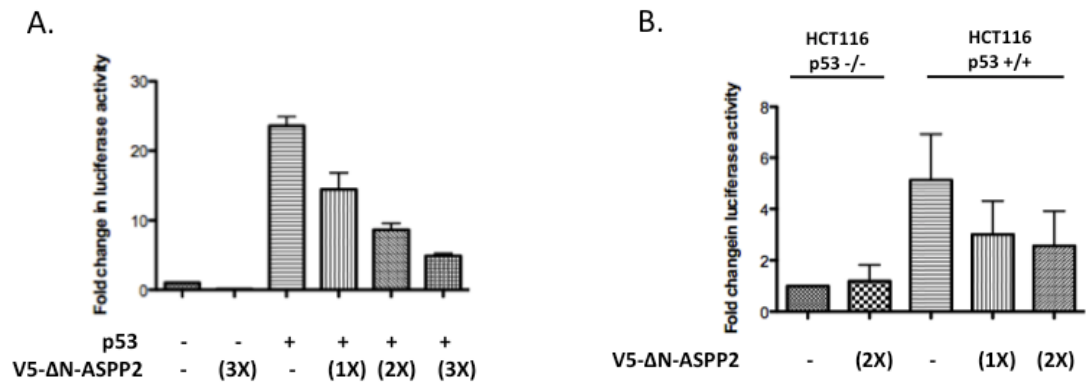 A.
Fold change in luciferase activity
30
20
10
0
p53 - - + + + +
V5-ΔN-ASPP2 - (3X) - (1X) (2X) (3X)
B.
HCT116
p53 -/-
HCT116
p53 +/+
Fold changein luciferase activity
8
6
4
2
0
V5-ΔN-ASPP2 - (2X) - (1X) (2X)